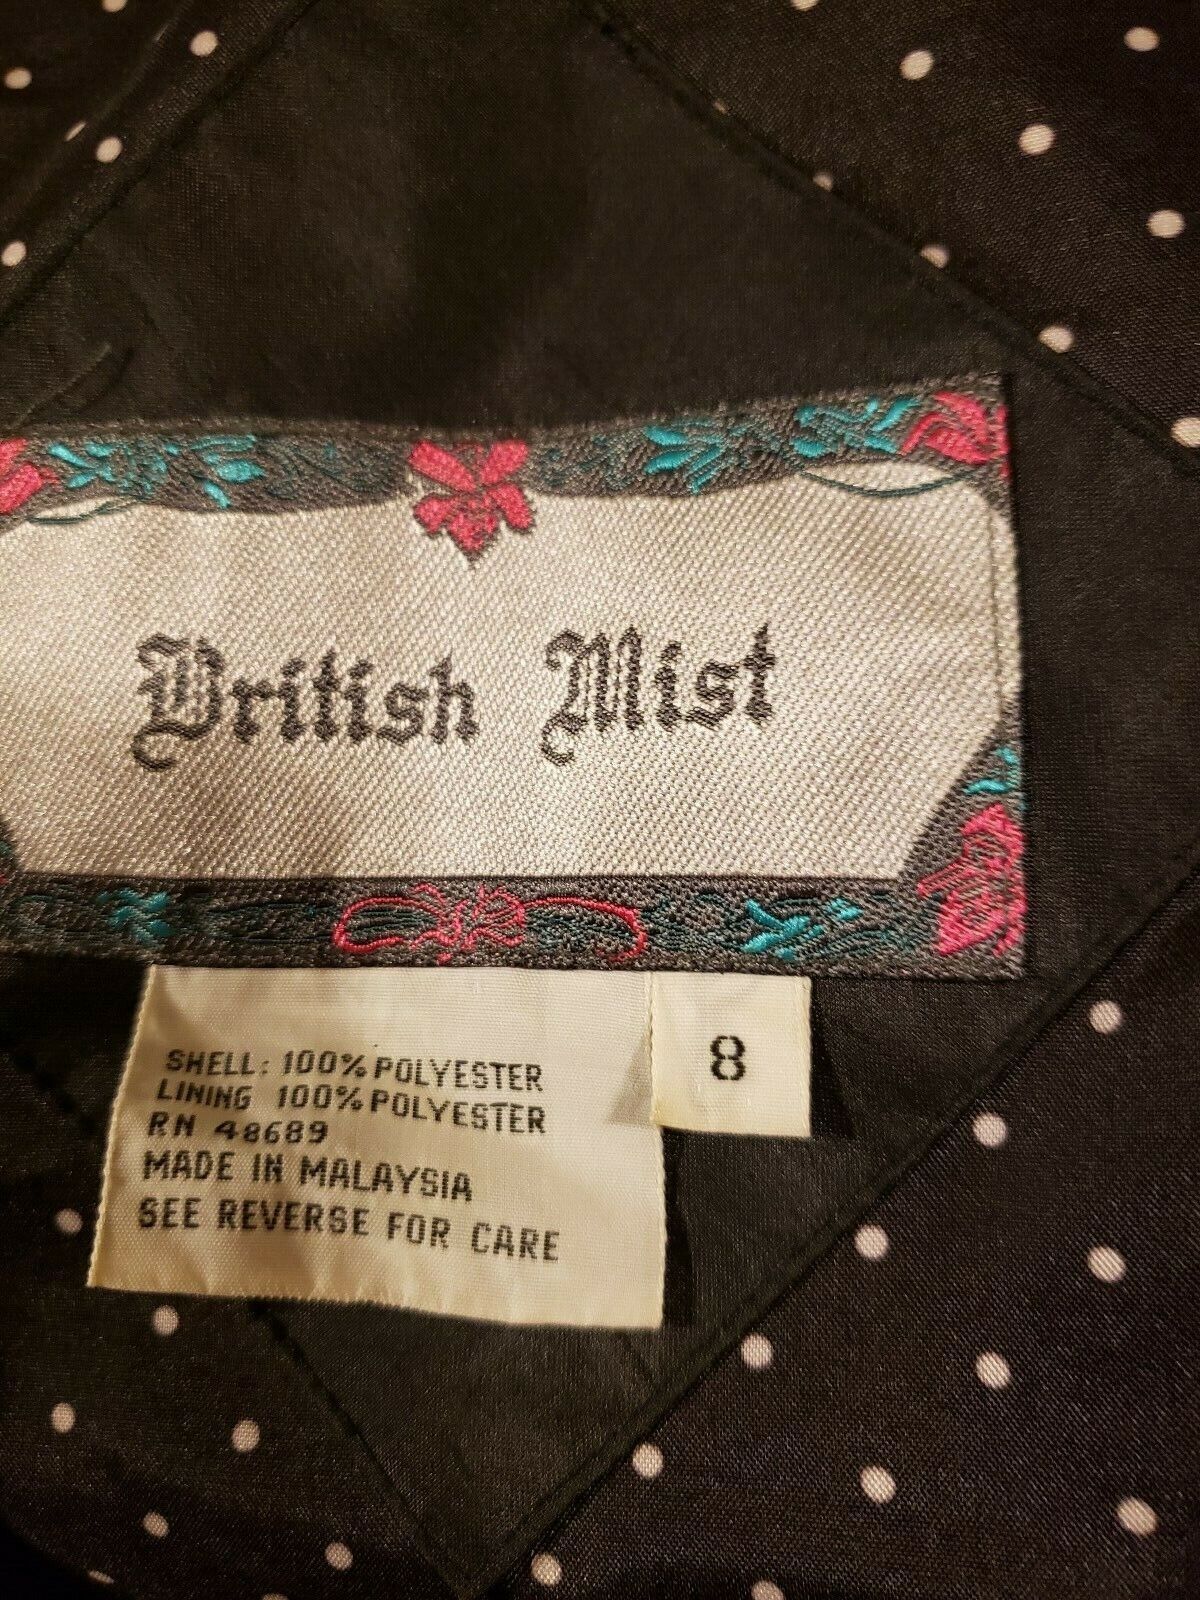 British Mist
8
SHELL: 100% POLYESTER
LINING 100% POLYESTER
RN 48689
MADE IN MALAYSIA
SEE REVERSE FOR CARE